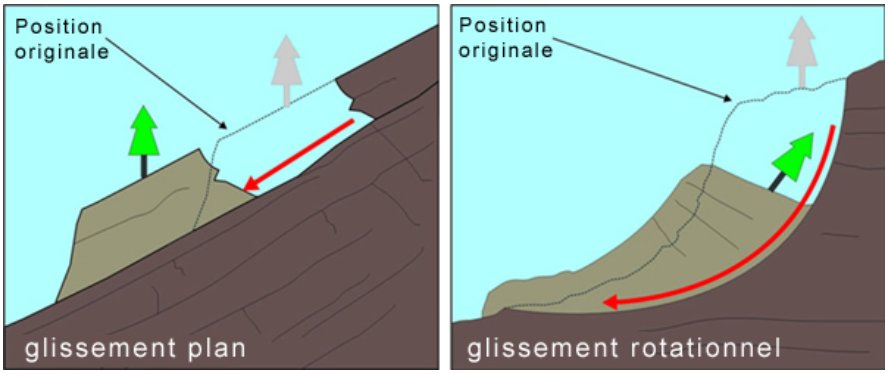 Position
originale
glissement plan
Position
originale
glissement rotationnel